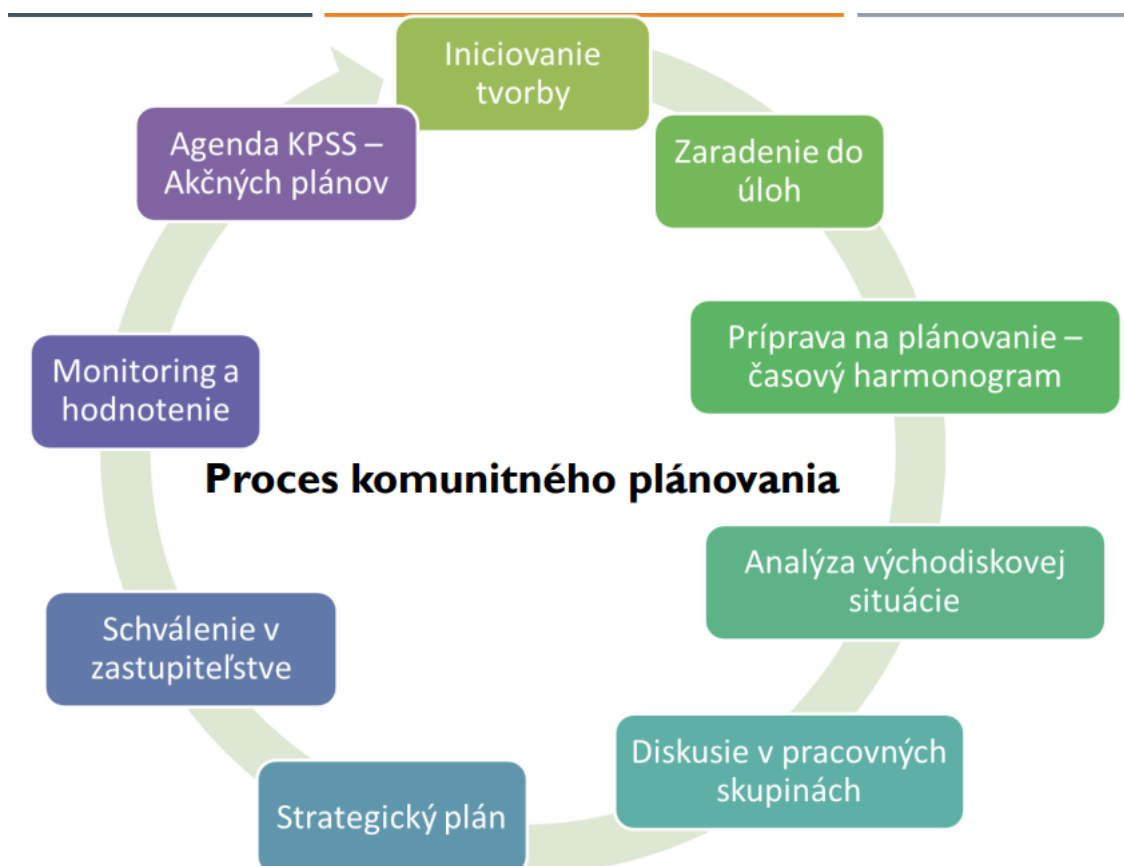 Iniciovanie
tvorby
Zaradenie do
úloh
Príprava na plánovanie –
časový harmonogram
Analýza východiskovej
situácie
Diskusie v pracovných
skupinách
Strategický plán
Schválenie v
zastupiteľstve
Monitoring a
hodnotenie
Agenda KPSS –
Akčných plánov
Proces komunitného plánovania